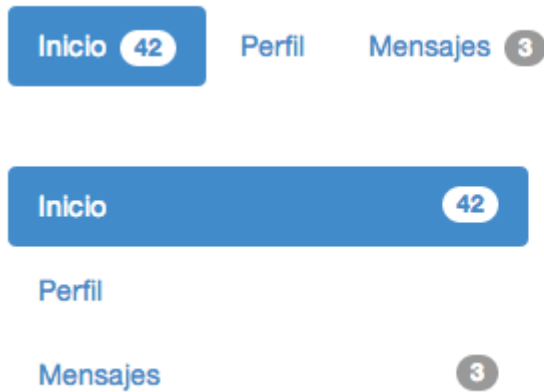 Inicio 42 Perfil Mensajes 3
Inicio 42
Perfil
Mensajes 3